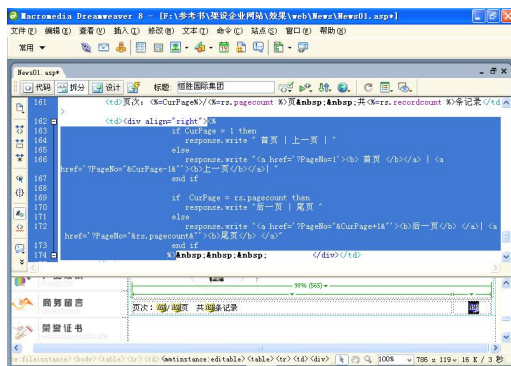 Macromedia Dreamweaver 8 - [F:\参考书\架设企业网站\效果\web\News\News01.asp*]
文件(F) 编辑(E) 查看(V) 插入(I) 修改(M) 文本(T) 命令(C) 站点(S) 窗口(W) 帮助(H)
常用
News01.asp*
代码 拆分 设计 标题: 恒胜国际集团
161 <td>页次: <%=CurPage%>/<%=rs.pagecount %>页&nbsp;&nbsp;共<%=rs.recordcount %>条记录</td
>
162 <td><div align="right"><%
163 if CurPage = 1 then
164 response.write " 首页 | 上一页 | "
165 else
166 response.write "<a href='?PageNo=1'><b> 首页 </b></a> | <a
href='?PageNo="&CurPage-1&"'><b>上一页</b></a>| "
167 end if
168
169 if CurPage = rs.pagecount then
170 response.write "后一页 | 尾页 "
171 else
172 response.write "<a href='?PageNo="&CurPage+1&"'><b>后一页</b> </a>| <a
href='?PageNo="&rs.pagecount&"'><b>尾页</b> </a>"
173 end if
174 %>&nbsp;&nbsp;&nbsp; </div></td>
98% (565)
商务留言
页次: /页 共条记录
荣誉证书
<body> <table> <tr> <td> <mmtinstance:editable> <table> <tr> <td> <div> 100% 786 x 119 16 K / 3 秒